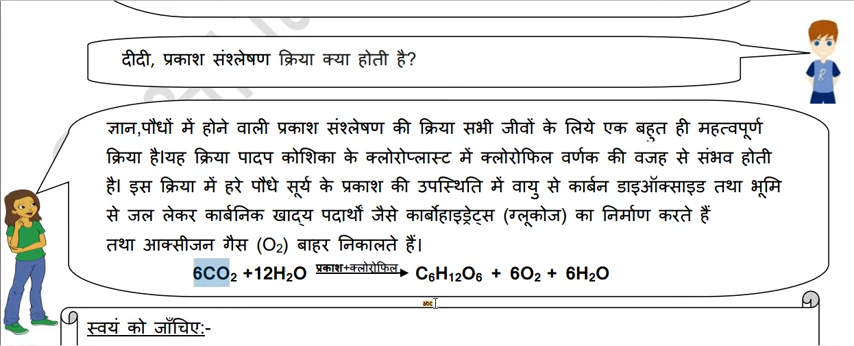 दीदी, प्रकाश संश्लेषण क्रिया क्या होती है?
R
ज्ञान,पौधों में होने वाली प्रकाश संश्लेषण की क्रिया सभी जीवों के लिये एक बहुत ही महत्वपूर्ण
क्रिया है।यह क्रिया पादप कोशिका के क्लोरोप्लास्ट में क्लोरोफिल वर्णक की वजह से संभव होती
है। इस क्रिया में हरे पौधे सूर्य के प्रकाश की उपस्थिति में वायु से कार्बन डाइऑक्साइड तथा भूमि
से जल लेकर कार्बनिक खाद्य पदार्थों जैसे कार्बोहाइड्रेट्स (ग्लूकोज) का निर्माण करते हैं
तथा आक्सीजन गैस (O₂) बाहर निकालते हैं।
6CO₂ +12H₂O प्रकाश+क्लोरोफिल → C₆H₁₂O₆ + 6O₂ + 6H₂O
abc
स्वयं को जाँचिए:-